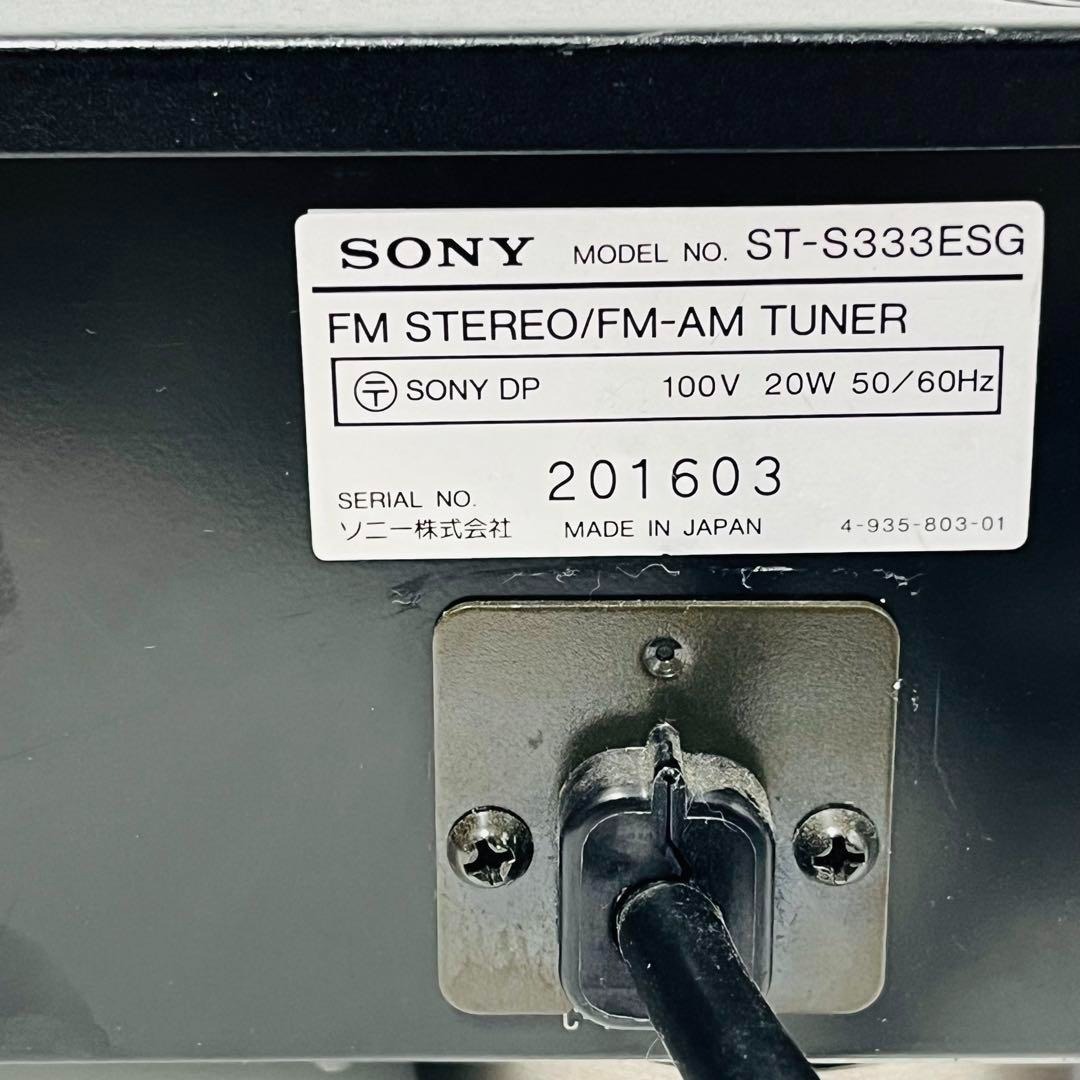 SONY MODEL NO. ST-S333ESG
FM STEREO/FM-AM TUNER
〒 SONY DP 100V 20W 50/60Hz
SERIAL NO. 201603
ソニー株式会社 MADE IN JAPAN 4-935-803-01